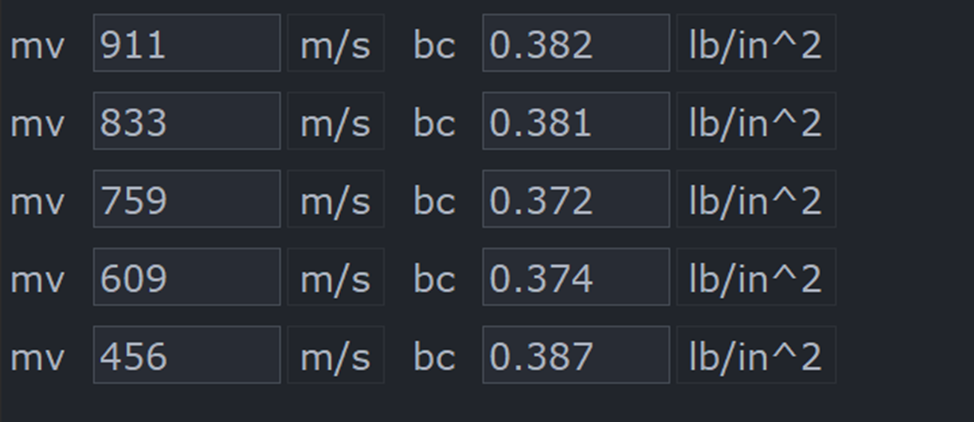 mv 911 m/s bc 0.382 lb/in^2
mv 833 m/s bc 0.381 lb/in^2
mv 759 m/s bc 0.372 lb/in^2
mv 609 m/s bc 0.374 lb/in^2
mv 456 m/s bc 0.387 lb/in^2